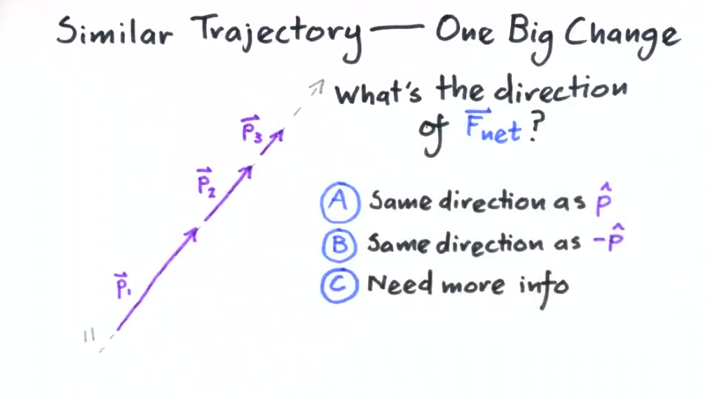 Similar Trajectory — One Big Change
What's the direction
of F⃗net?
p⃗₃
p⃗₂
p⃗₁
A Same direction as p̂
B Same direction as -p̂
C Need more info